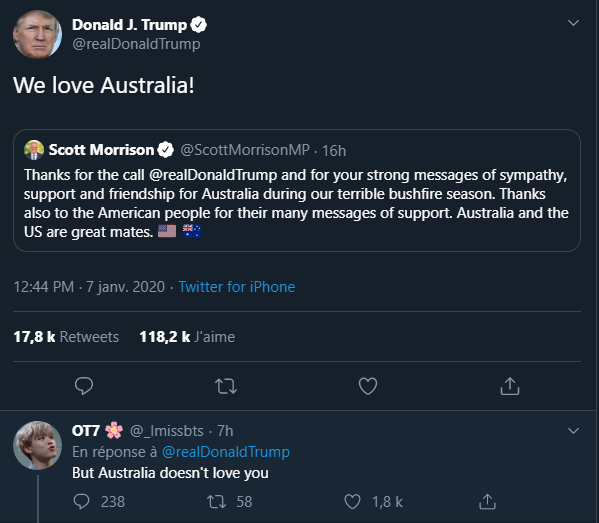 Donald J. Trump
@realDonaldTrump
We love Australia!
Scott Morrison @ScottMorrisonMP · 16h
Thanks for the call @realDonaldTrump and for your strong messages of sympathy,
support and friendship for Australia during our terrible bushfire season. Thanks
also to the American people for their many messages of support. Australia and the
US are great mates. 🇺🇸 🇦🇺
12:44 PM · 7 janv. 2020 · Twitter for iPhone
17,8 k Retweets 118,2 k J'aime
OT7 🌸 @_Imissbts · 7h
En réponse à @realDonaldTrump
But Australia doesn't love you
238 58 1,8 k